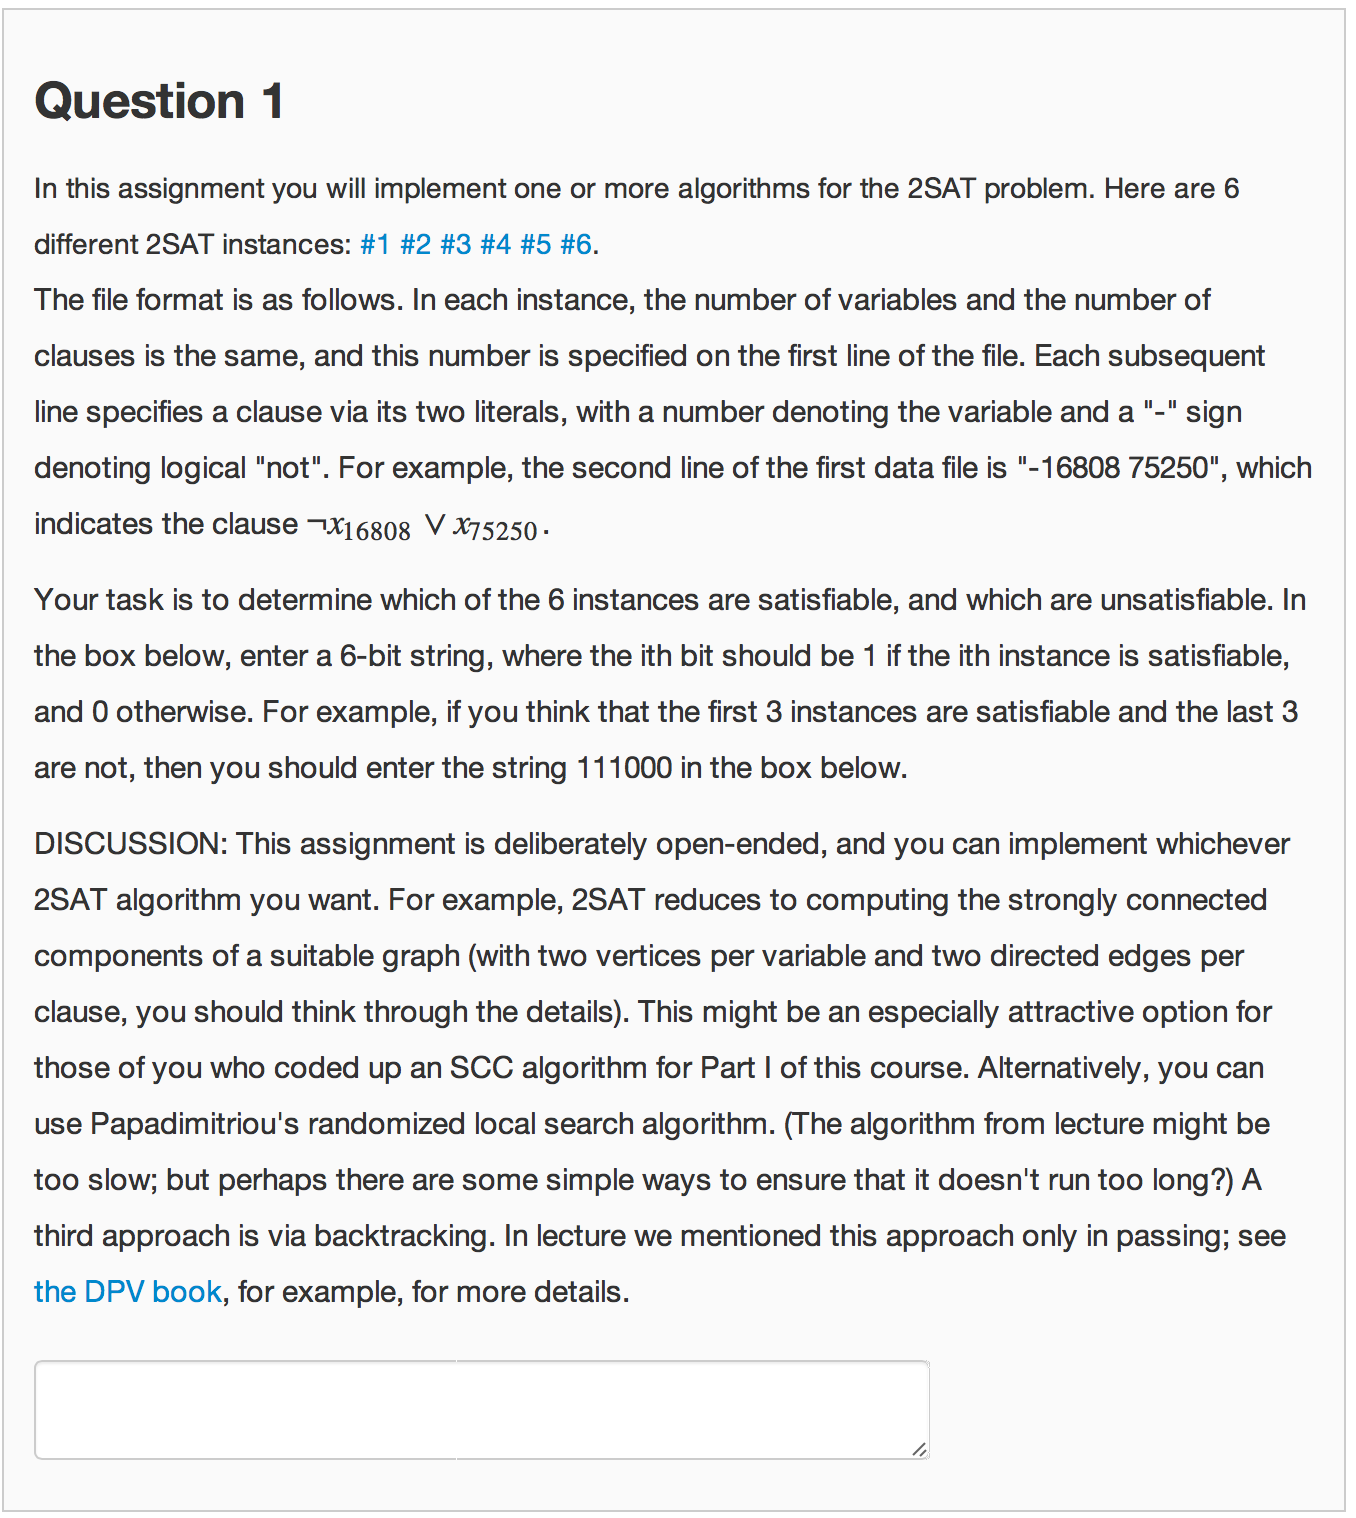 Question 1
In this assignment you will implement one or more algorithms for the 2SAT problem. Here are 6
different 2SAT instances: #1 #2 #3 #4 #5 #6.
The file format is as follows. In each instance, the number of variables and the number of
clauses is the same, and this number is specified on the first line of the file. Each subsequent
line specifies a clause via its two literals, with a number denoting the variable and a "-" sign
denoting logical "not". For example, the second line of the first data file is "-16808 75250", which
indicates the clause ¬x₁₆₈₀₈ ∨ x₇₅₂₅₀.
Your task is to determine which of the 6 instances are satisfiable, and which are unsatisfiable. In
the box below, enter a 6-bit string, where the ith bit should be 1 if the ith instance is satisfiable,
and 0 otherwise. For example, if you think that the first 3 instances are satisfiable and the last 3
are not, then you should enter the string 111000 in the box below.
DISCUSSION: This assignment is deliberately open-ended, and you can implement whichever
2SAT algorithm you want. For example, 2SAT reduces to computing the strongly connected
components of a suitable graph (with two vertices per variable and two directed edges per
clause, you should think through the details). This might be an especially attractive option for
those of you who coded up an SCC algorithm for Part I of this course. Alternatively, you can
use Papadimitriou's randomized local search algorithm. (The algorithm from lecture might be
too slow; but perhaps there are some simple ways to ensure that it doesn't run too long?) A
third approach is via backtracking. In lecture we mentioned this approach only in passing; see
the DPV book, for example, for more details.